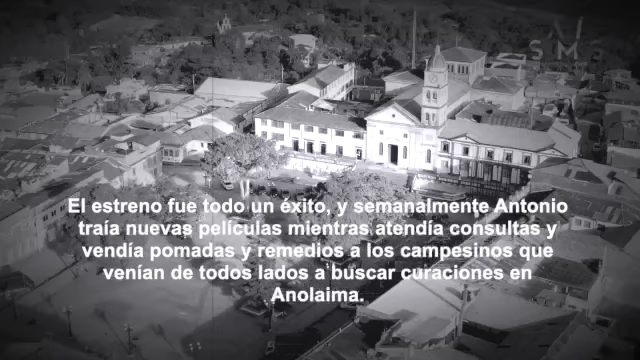 SMS
El estreno fue todo un éxito, y semanalmente Antonio
traía nuevas películas mientras atendía consultas y
vendía pomadas y remedios a los campesinos que
venían de todos lados a buscar curaciones en
Anolaima.